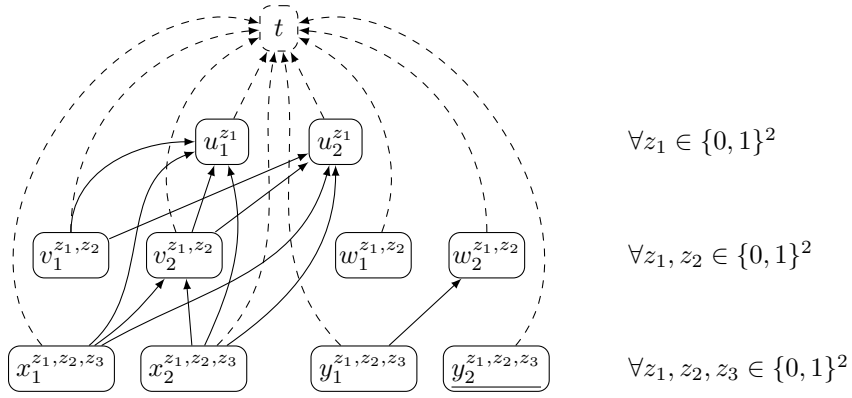 t
u_1^{z_1} u_2^{z_1} ∀z_1 ∈ {0, 1}^2
v_1^{z_1,z_2} v_2^{z_1,z_2} w_1^{z_1,z_2} w_2^{z_1,z_2} ∀z_1, z_2 ∈ {0, 1}^2
x_1^{z_1,z_2,z_3} x_2^{z_1,z_2,z_3} y_1^{z_1,z_2,z_3} y_2^{z_1,z_2,z_3} ∀z_1, z_2, z_3 ∈ {0, 1}^2